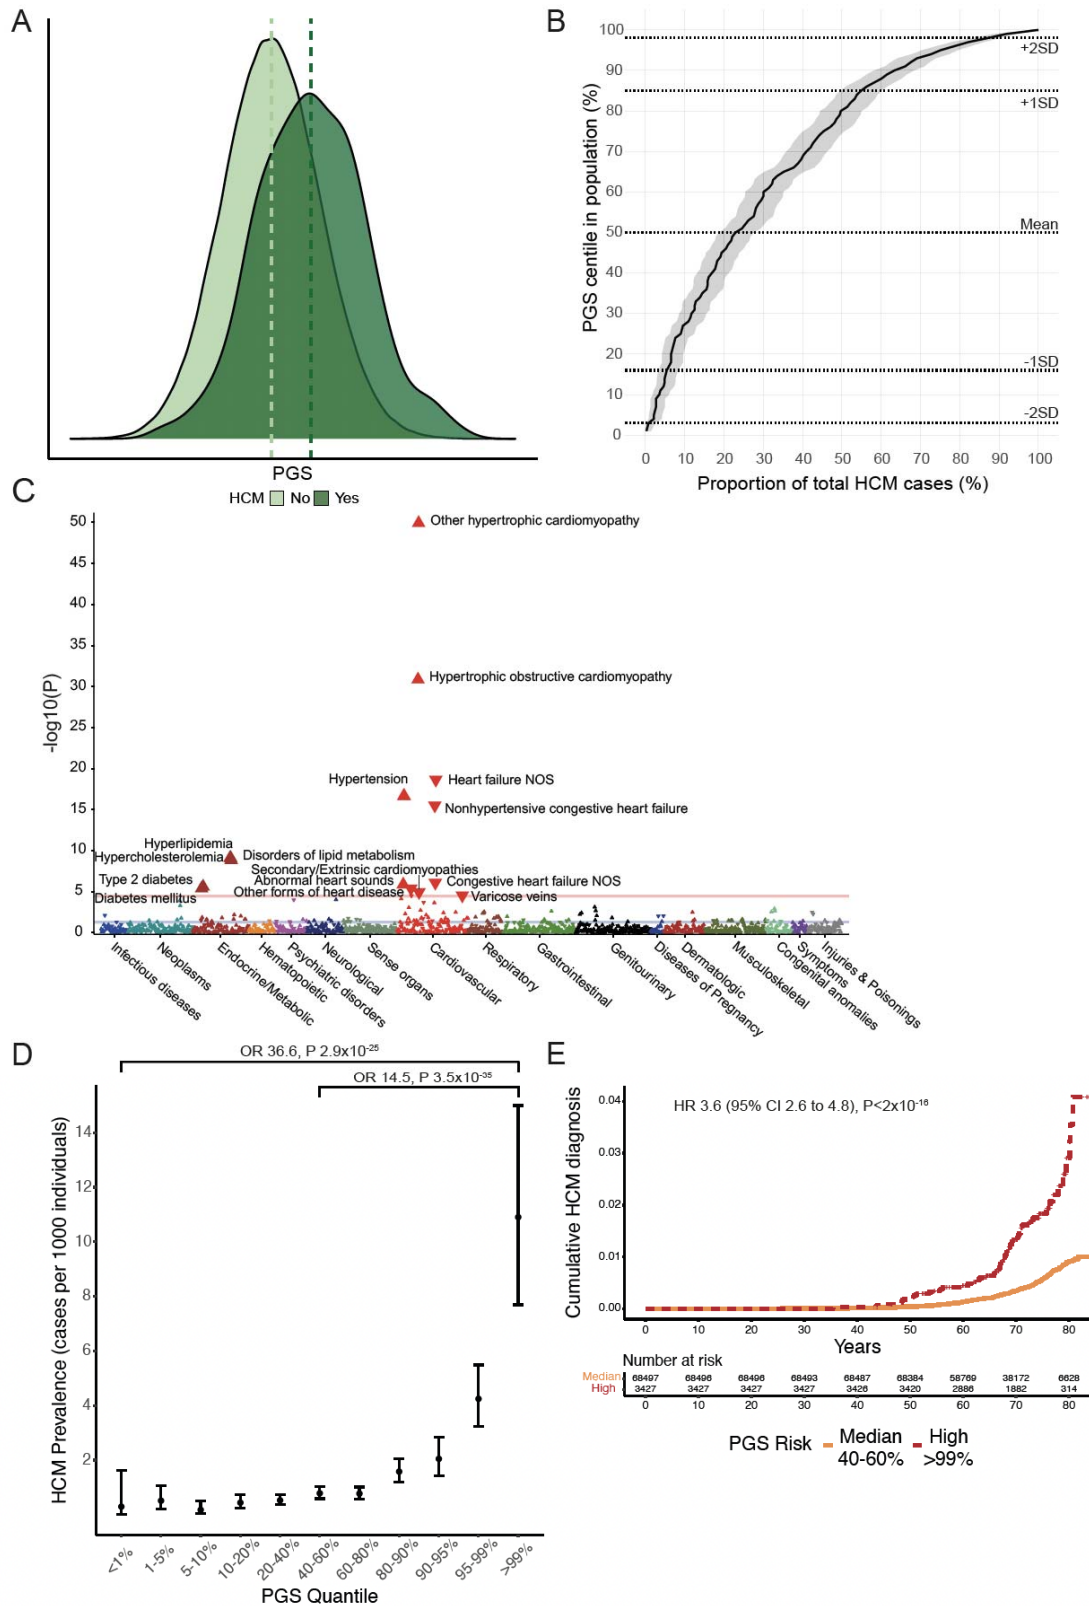 A
PGS
HCM No Yes
B
PGS centile in population (%)
100
90
80
70
60
50
40
30
20
10
0
+2SD
+1SD
Mean
-1SD
-2SD
0 10 20 30 40 50 60 70 80 90 100
Proportion of total HCM cases (%)
C
-log10(P)
50
45
40
35
30
25
20
15
10
5
0
Other hypertrophic cardiomyopathy
Hypertrophic obstructive cardiomyopathy
Hypertension
Heart failure NOS
Nonhypertensive congestive heart failure
Hyperlipidemia
Hypercholesterolemia
Disorders of lipid metabolism
Secondary/Extrinsic cardiomyopathies
Type 2 diabetes
Abnormal heart sounds
Congestive heart failure NOS
Diabetes mellitus
Other forms of heart disease
Varicose veins
Infectious diseases
Neoplasms
Endocrine/Metabolic
Hematopoietic
Psychiatric disorders
Neurological
Sense organs
Cardiovascular
Respiratory
Gastrointestinal
Genitourinary
Diseases of Pregnancy
Dermatologic
Musculoskeletal
Congenital anomalies
Symptoms
Injuries & Poisonings
D
OR 36.6, P 2.9x10⁻²⁵
OR 14.5, P 3.5x10⁻³⁵
HCM Prevalence (cases per 1000 individuals)
14
12
10
8
6
4
2
<1%
1-5%
5-10%
10-20%
20-40%
40-60%
60-80%
80-90%
90-95%
95-99%
>99%
PGS Quantile
E
HR 3.6 (95% CI 2.6 to 4.8), P<2x10⁻¹⁶
Cumulative HCM diagnosis
0.04
0.03
0.02
0.01
0.00
0 10 20 30 40 50 60 70 80
Years
Number at risk
Median 68497 68496 68496 68493 68487 68384 58769 38172 6628
High 3427 3427 3427 3427 3426 3420 2886 1882 314
0 10 20 30 40 50 60 70 80
PGS Risk Median High
40-60% >99%